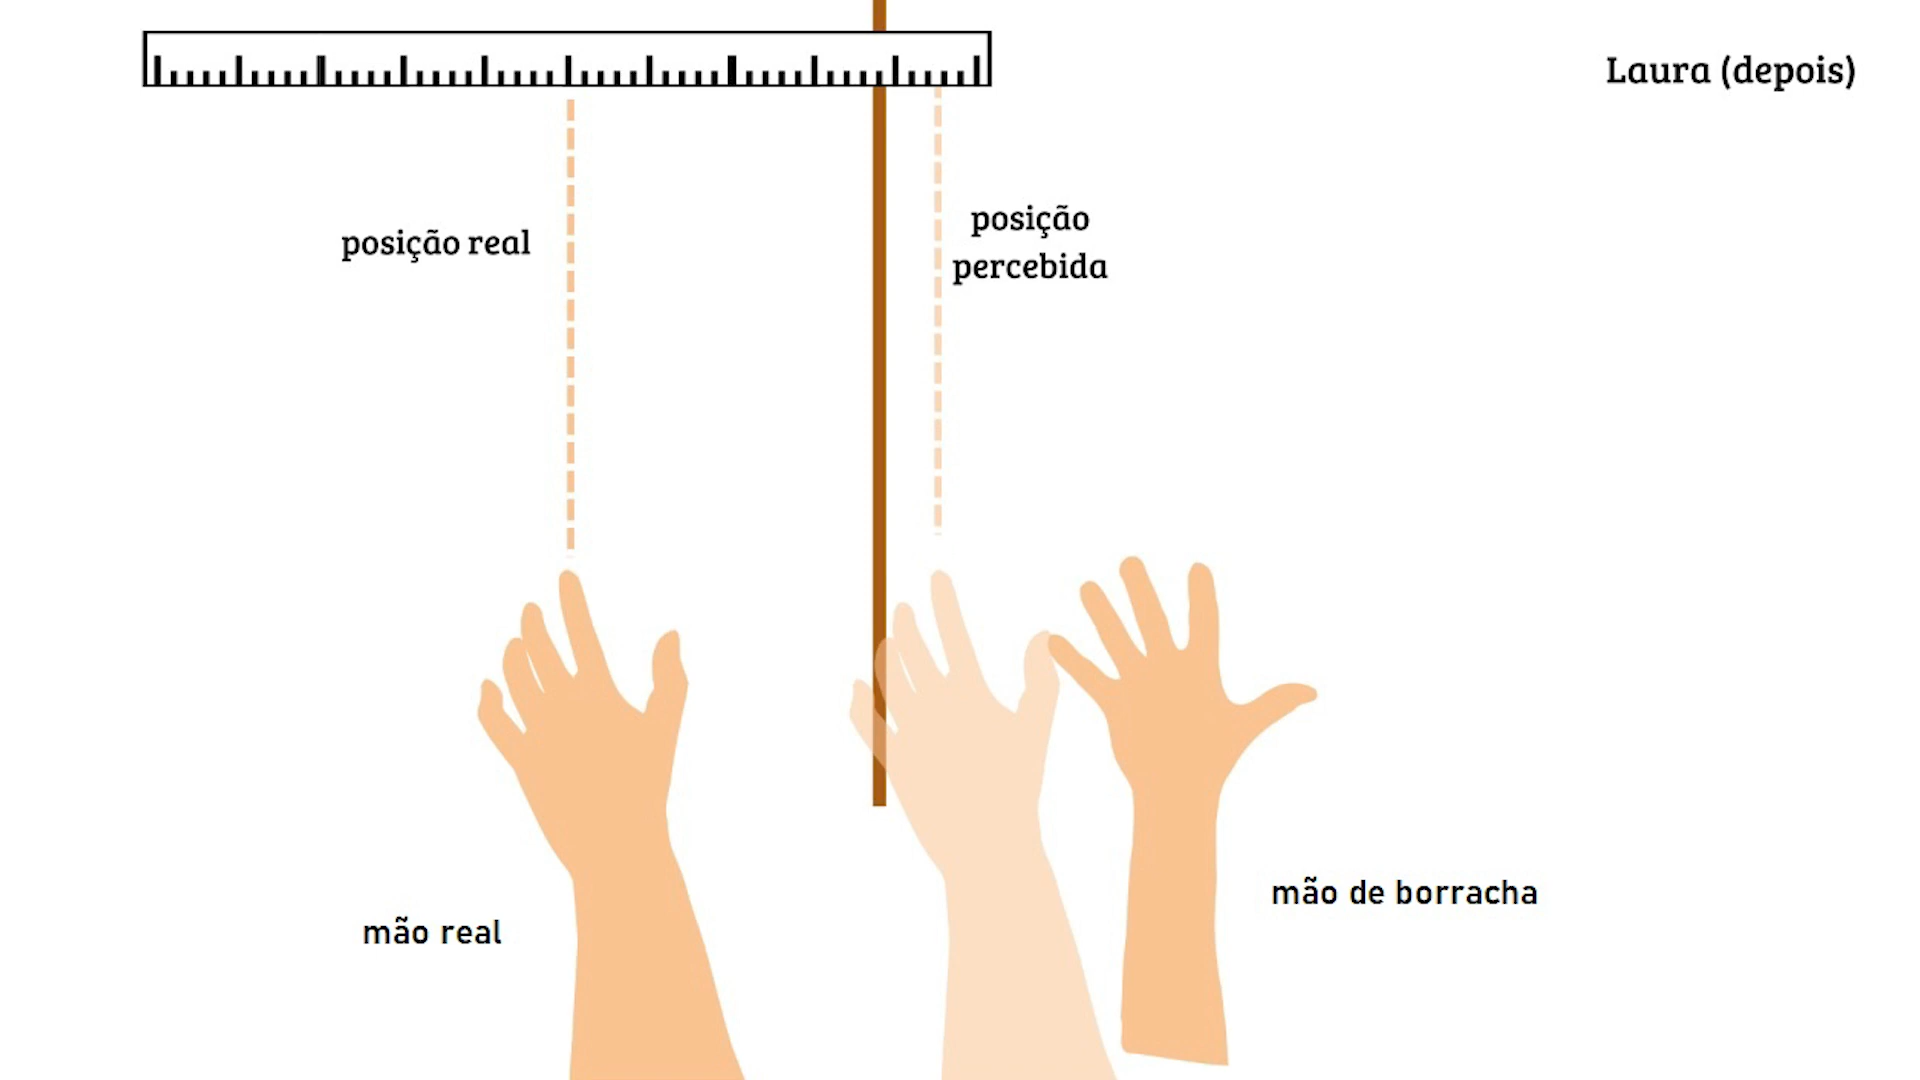 Laura (depois)
posição real
posição
percebida
mão real
mão de borracha